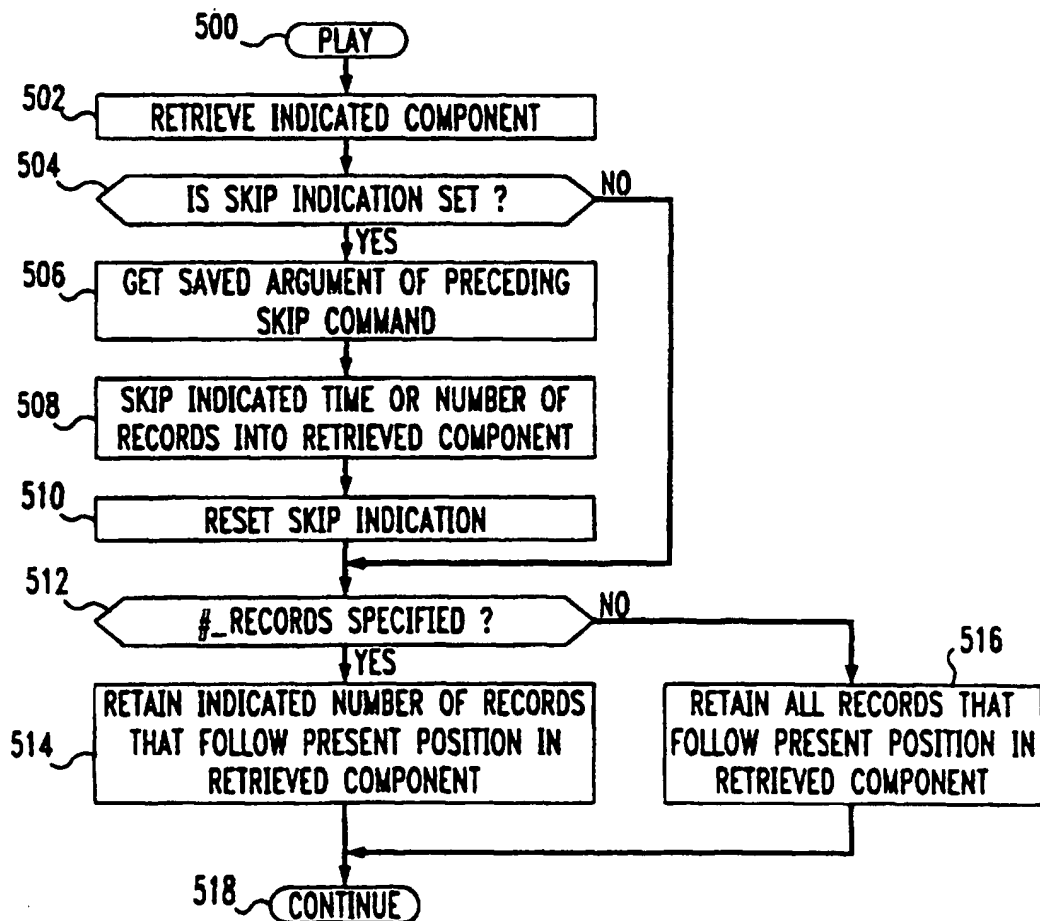 500 PLAY
502 RETRIEVE INDICATED COMPONENT
504 IS SKIP INDICATION SET ? NO
YES
506 GET SAVED ARGUMENT OF PRECEDING
SKIP COMMAND
508 SKIP INDICATED TIME OR NUMBER OF
RECORDS INTO RETRIEVED COMPONENT
510 RESET SKIP INDICATION
512 #_RECORDS SPECIFIED ? NO
YES
514 RETAIN INDICATED NUMBER OF RECORDS
THAT FOLLOW PRESENT POSITION IN
RETRIEVED COMPONENT
516 RETAIN ALL RECORDS THAT
FOLLOW PRESENT POSITION IN
RETRIEVED COMPONENT
518 CONTINUE